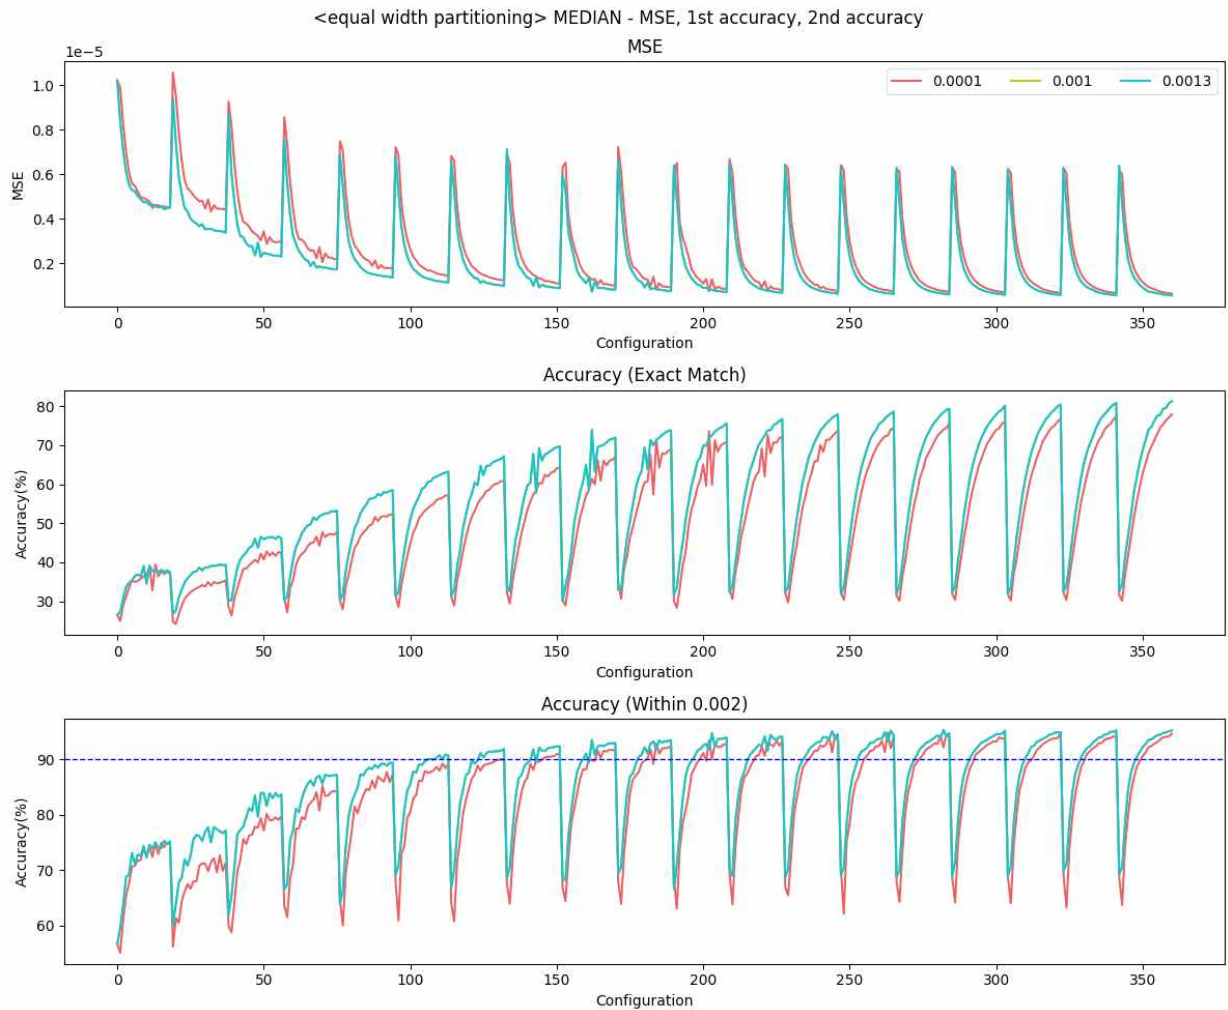 <equal width partitioning> MEDIAN - MSE, 1st accuracy, 2nd accuracy
MSE
1e−5
0.0001 0.001 0.0013
1.0
0.8
0.6
0.4
0.2
MSE
0 50 100 150 200 250 300 350
Configuration
Accuracy (Exact Match)
80
70
60
50
40
30
Accuracy(%)
0 50 100 150 200 250 300 350
Configuration
Accuracy (Within 0.002)
90
80
70
60
Accuracy(%)
0 50 100 150 200 250 300 350
Configuration